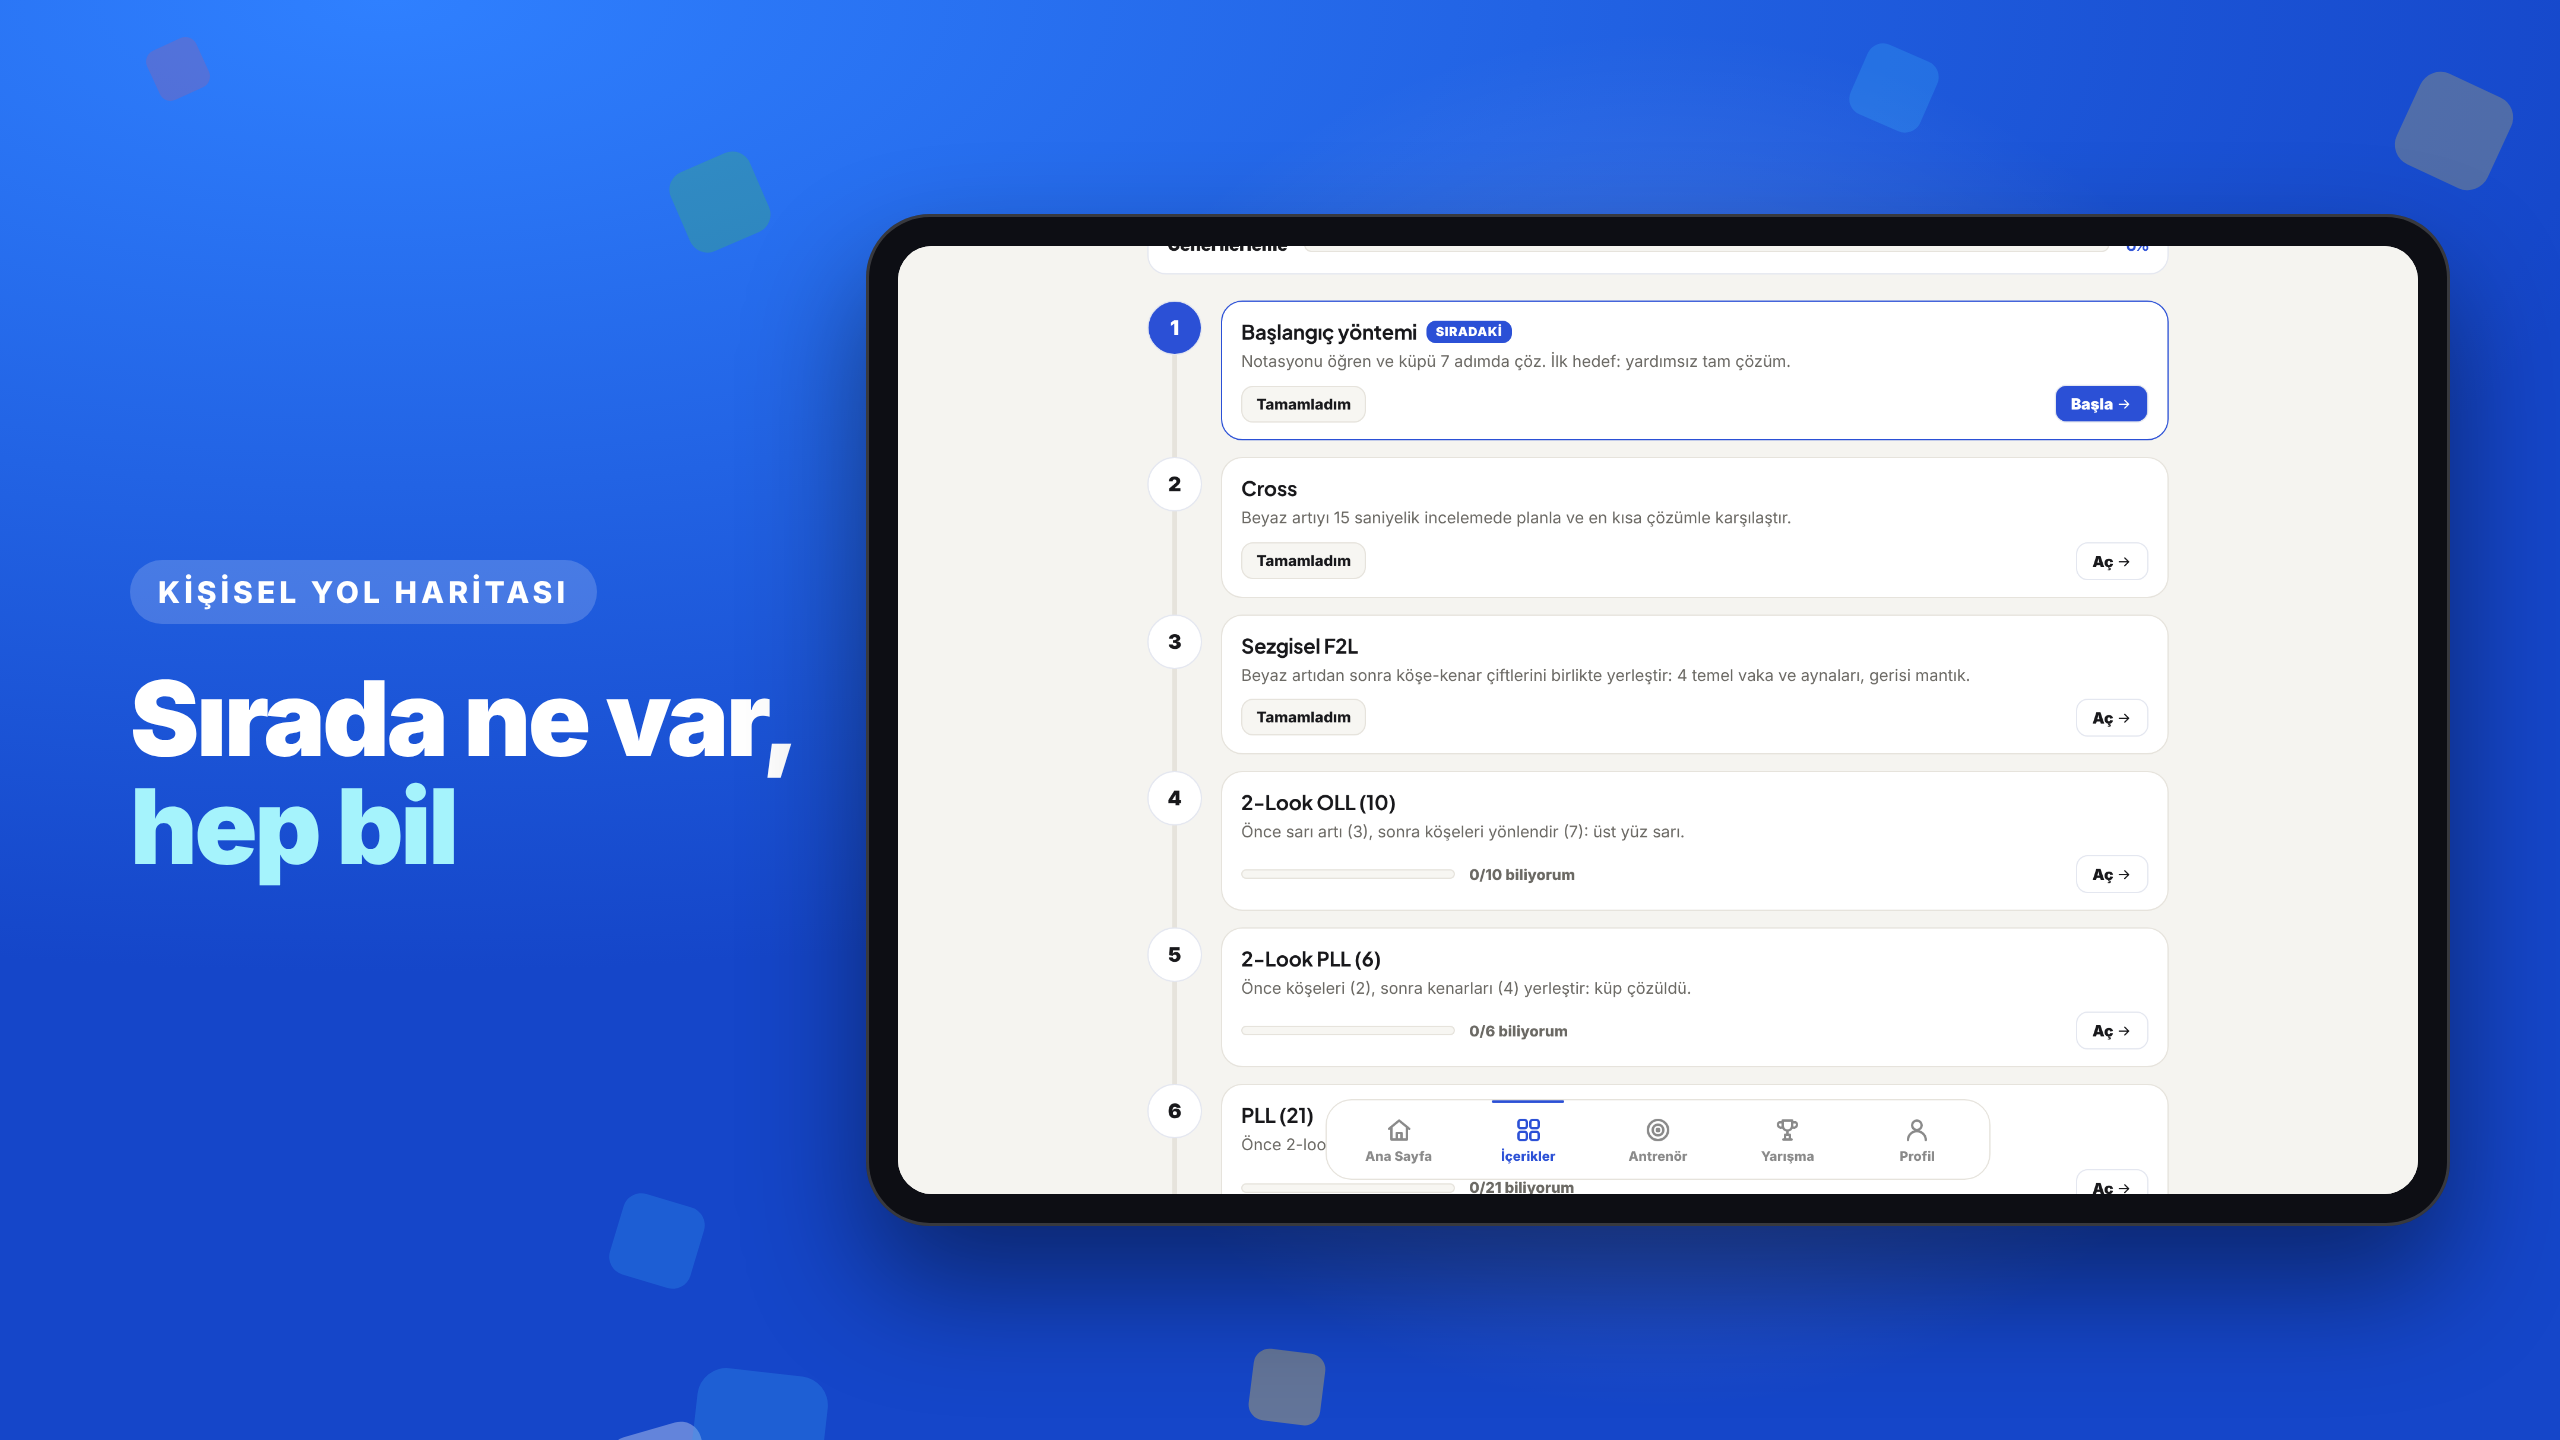 KİŞİSEL YOL HARİTASI
Sırada ne var,
hep bil
1
Başlangıç yöntemi SIRADAKİ
Notasyonu öğren ve küpü 7 adımda çöz. İlk hedef: yardımsız tam çözüm.
Tamamladım
Başla →
2
Cross
Beyaz artıyı 15 saniyelik incelemede planla ve en kısa çözümle karşılaştır.
Tamamladım
Aç →
3
Sezgisel F2L
Beyaz artıdan sonra köşe-kenar çiftlerini birlikte yerleştir: 4 temel vaka ve aynaları, gerisi mantık.
Tamamladım
Aç →
4
2-Look OLL (10)
Önce sarı artı (3), sonra köşeleri yönlendir (7): üst yüz sarı.
0/10 biliyorum
Aç →
5
2-Look PLL (6)
Önce köşeleri (2), sonra kenarları (4) yerleştir: küp çözüldü.
0/6 biliyorum
Aç →
6
PLL (21)
Önce 2-loo
0/21 biliyorum
Aç →
Ana Sayfa
İçerikler
Antrenör
Yarışma
Profil